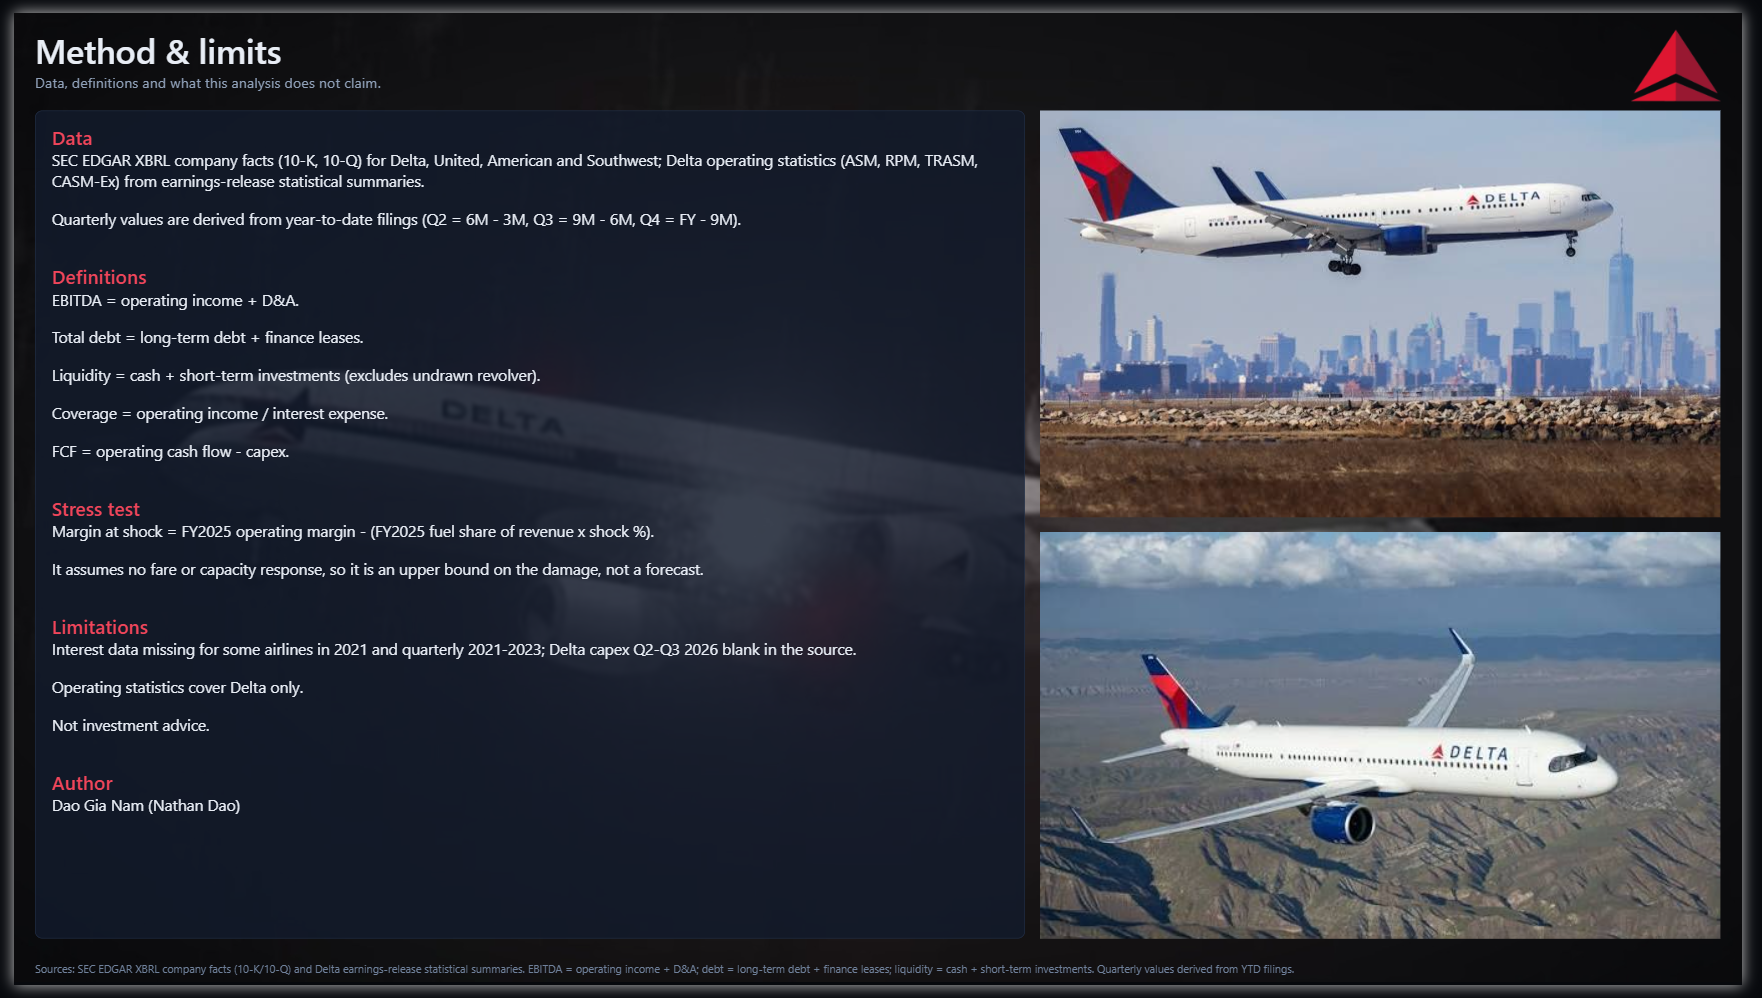 Method & limits
Data, definitions and what this analysis does not claim.
Data
SEC EDGAR XBRL company facts (10-K, 10-Q) for Delta, United, American and Southwest; Delta operating statistics (ASM, RPM, TRASM,
CASM-Ex) from earnings-release statistical summaries.
Quarterly values are derived from year-to-date filings (Q2 = 6M - 3M, Q3 = 9M - 6M, Q4 = FY - 9M).
Definitions
EBITDA = operating income + D&A.
Total debt = long-term debt + finance leases.
Liquidity = cash + short-term investments (excludes undrawn revolver).
Coverage = operating income / interest expense.
FCF = operating cash flow - capex.
Stress test
Margin at shock = FY2025 operating margin - (FY2025 fuel share of revenue x shock %).
It assumes no fare or capacity response, so it is an upper bound on the damage, not a forecast.
Limitations
Interest data missing for some airlines in 2021 and quarterly 2021-2023; Delta capex Q2-Q3 2026 blank in the source.
Operating statistics cover Delta only.
Not investment advice.
Author
Dao Gia Nam (Nathan Dao)
DELTA
DELTA
DELTA
Sources: SEC EDGAR XBRL company facts (10-K/10-Q) and Delta earnings-release statistical summaries. EBITDA = operating income + D&A; debt = long-term debt + finance leases; liquidity = cash + short-term investments. Quarterly values derived from YTD filings.